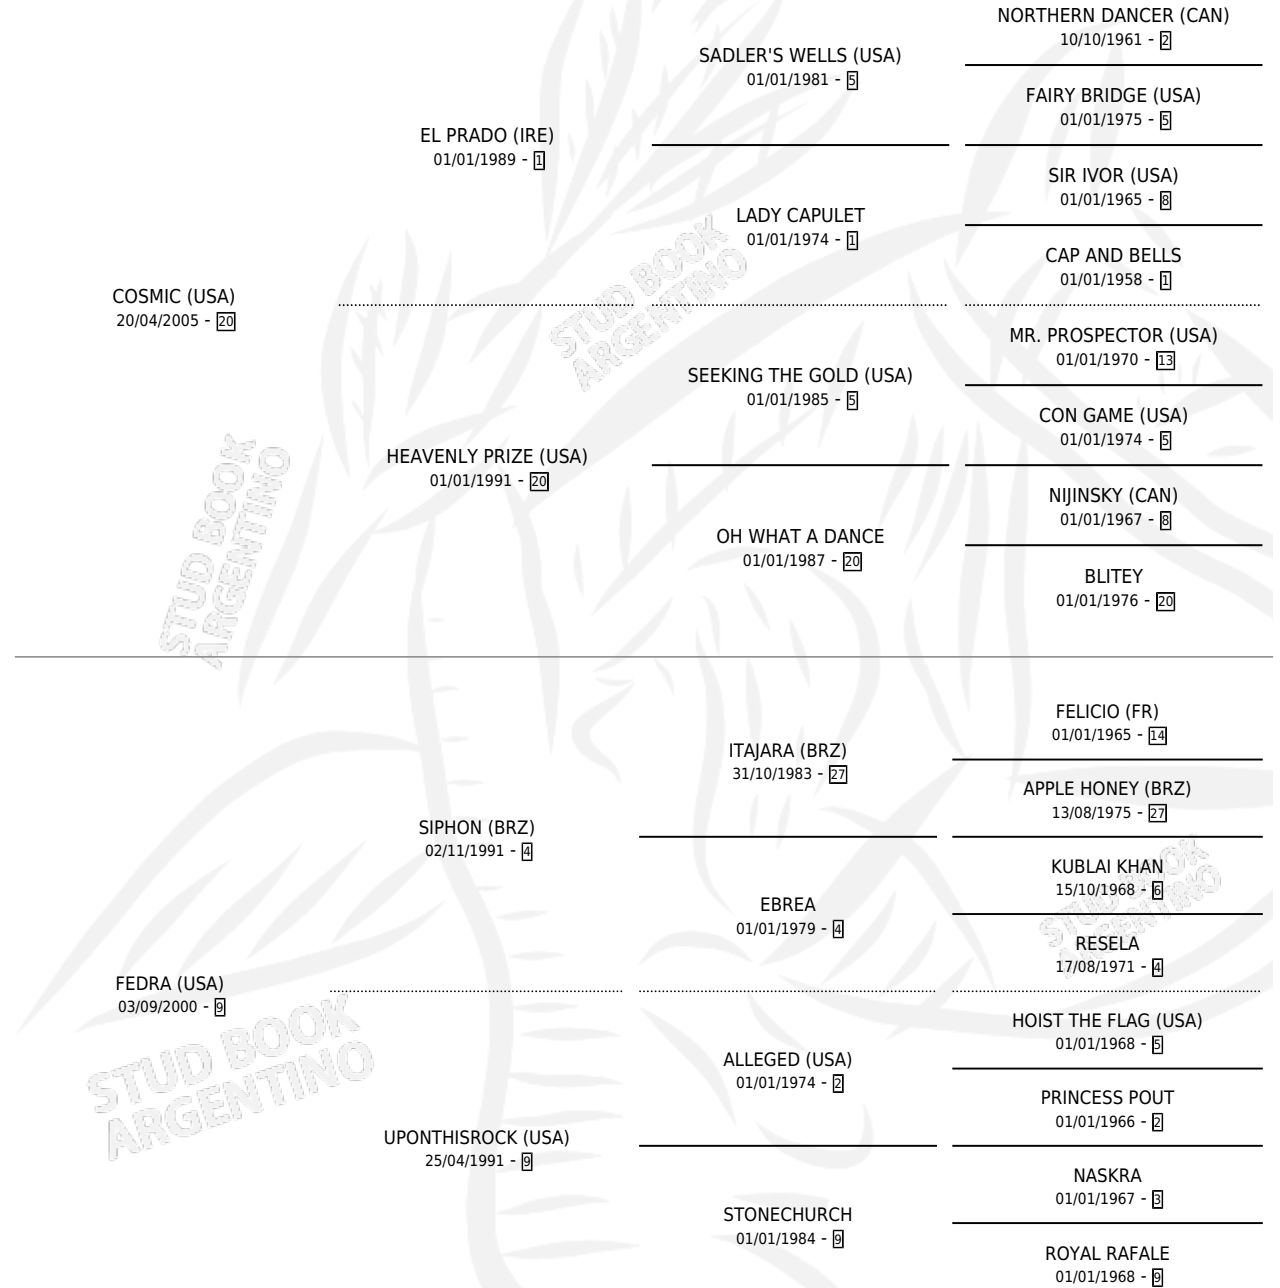 NORTHERN DANCER (CAN)
10/10/1961 - 2
SADLER'S WELLS (USA)
01/01/1981 - 5
FAIRY BRIDGE (USA)
01/01/1975 - 5
EL PRADO (IRE)
01/01/1989 - 1
SIR IVOR (USA)
01/01/1965 - 8
LADY CAPULET
01/01/1974 - 1
CAP AND BELLS
01/01/1958 - 1
COSMIC (USA)
20/04/2005 - 20
STUD BOOK
ARGENTINO
MR. PROSPECTOR (USA)
01/01/1970 - 13
SEEKING THE GOLD (USA)
01/01/1985 - 5
CON GAME (USA)
01/01/1974 - 5
HEAVENLY PRIZE (USA)
01/01/1991 - 20
NIJINSKY (CAN)
01/01/1967 - 8
OH WHAT A DANCE
01/01/1987 - 20
BLITEY
01/01/1976 - 20
STUD BOOK
ARGENTINO
FELICIO (FR)
01/01/1965 - 14
ITAJARA (BRZ)
31/10/1983 - 27
APPLE HONEY (BRZ)
13/08/1975 - 27
SIPHON (BRZ)
02/11/1991 - 4
KUBLAI KHAN
15/10/1968 - 6
EBREA
01/01/1979 - 4
STUD BOOK
ARGENTINO
RESELA
17/08/1971 - 4
FEDRA (USA)
03/09/2000 - 9
HOIST THE FLAG (USA)
01/01/1968 - 5
ALLEGED (USA)
01/01/1974 - 2
STUD BOOK
ARGENTINO
PRINCESS POUT
01/01/1966 - 2
UPONTHISROCK (USA)
25/04/1991 - 9
NASKRA
01/01/1967 - 3
STONECHURCH
01/01/1984 - 9
ROYAL RAFALE
01/01/1968 - 9